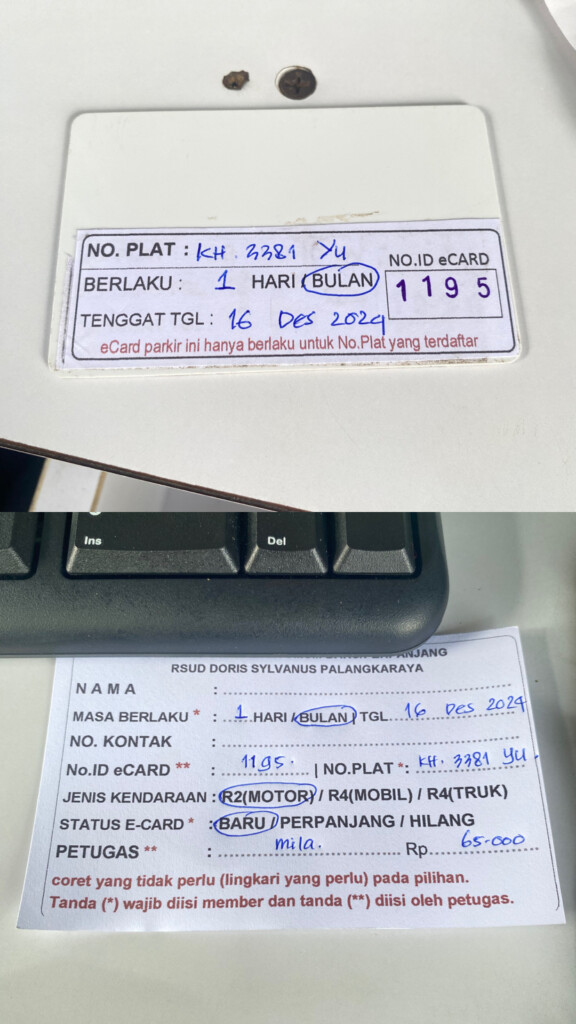 NO. PLAT : KH. 3381 YU
BERLAKU : 1 HARI / BULAN
NO.ID eCARD
1195
TENGGAT TGL : 16 Des 2024
eCard parkir ini hanya berlaku untuk No.Plat yang terdaftar
Ins
Del
PANJANG
RSUD DORIS SYLVANUS PALANGKARAYA
NAMA :
MASA BERLAKU * : 1 HARI / BULAN | TGL. 16 Des 2024
NO. KONTAK :
No.ID eCARD ** : 1195. | NO.PLAT *: KH. 3381 YU.
JENIS KENDARAAN : R2(MOTOR) / R4(MOBIL) / R4(TRUK)
STATUS E-CARD * : BARU / PERPANJANG / HILANG
PETUGAS ** : mila. Rp. 65.000
coret yang tidak perlu (lingkari yang perlu) pada pilihan.
Tanda (*) wajib diisi member dan tanda (**) diisi oleh petugas.